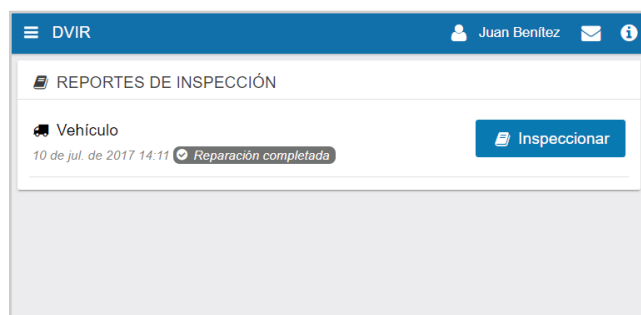 DVIR Juan Benítez
REPORTES DE INSPECCIÓN
Vehículo
10 de jul. de 2017 14:11 Reparación completada
Inspeccionar